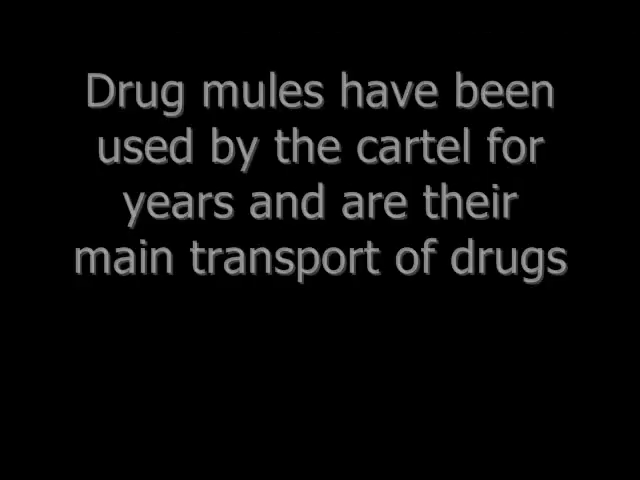 Drug mules have been
used by the cartel for
years and are their
main transport of drugs